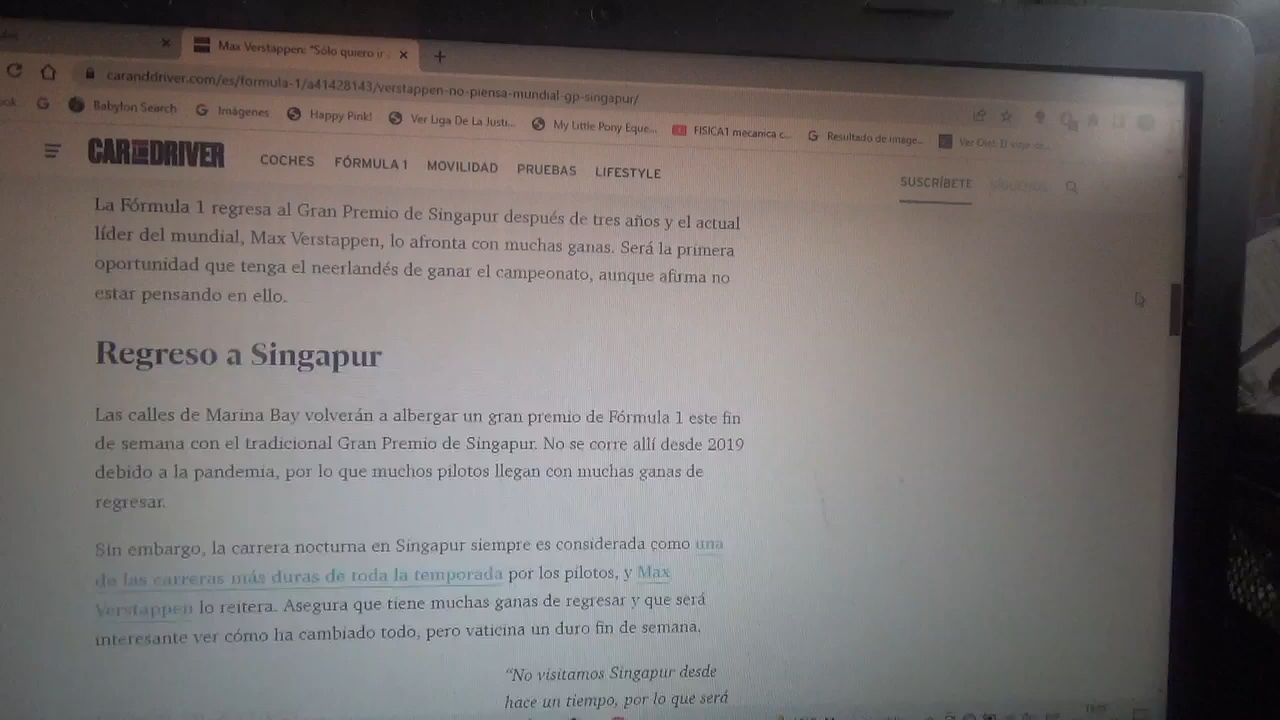 Max Verstappen: "Sólo quiero ir
caranddriver.com/es/formula-1/a41428143/verstappen-no-piensa-mundial-gp-singapur/
Babylon Search
Imágenes
Happy Pink!
Ver Liga De La Justi...
My Little Pony Eque...
FISICA1 mecanica c...
Resultado de image...
CAR AND DRIVER
COCHES
FÓRMULA 1
MOVILIDAD
PRUEBAS
LIFESTYLE
SUSCRÍBETE
SÍGUENOS
La Fórmula 1 regresa al Gran Premio de Singapur después de tres años y el actual
líder del mundial, Max Verstappen, lo afronta con muchas ganas. Será la primera
oportunidad que tenga el neerlandés de ganar el campeonato, aunque afirma no
estar pensando en ello.
Regreso a Singapur
Las calles de Marina Bay volverán a albergar un gran premio de Fórmula 1 este fin
de semana con el tradicional Gran Premio de Singapur. No se corre allí desde 2019
debido a la pandemia, por lo que muchos pilotos llegan con muchas ganas de
regresar.
Sin embargo, la carrera nocturna en Singapur siempre es considerada como una
de las carreras más duras de toda la temporada por los pilotos, y Max
Verstappen lo reitera. Asegura que tiene muchas ganas de regresar y que será
interesante ver cómo ha cambiado todo, pero vaticina un duro fin de semana.
"No visitamos Singapur desde
hace un tiempo, por lo que será